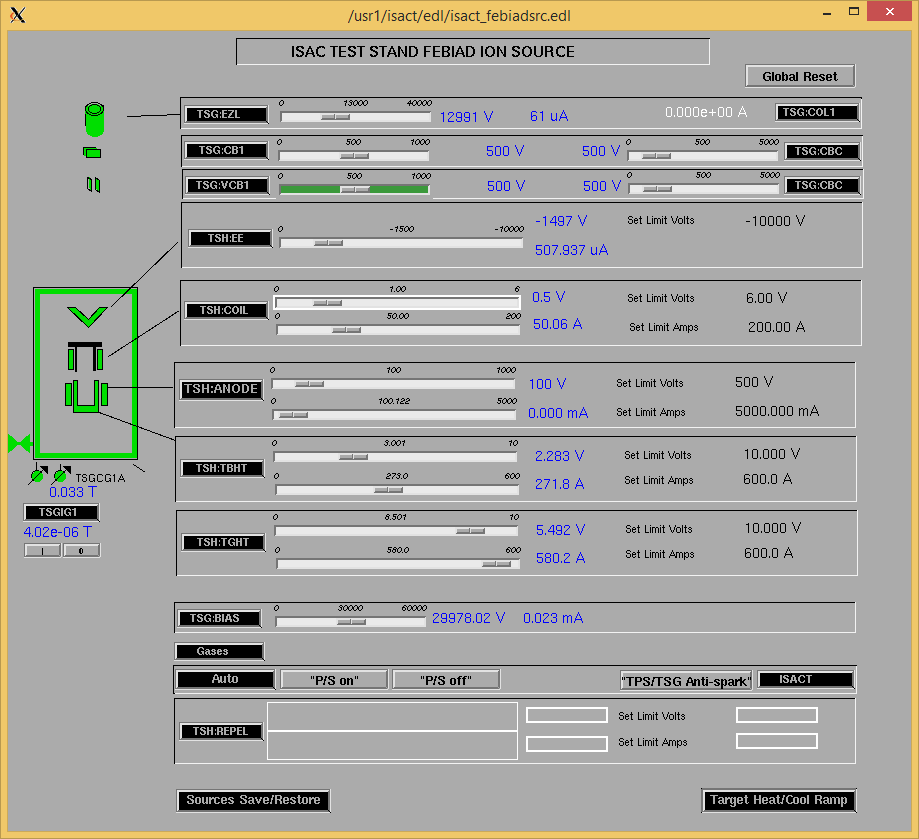 /usr1/isact/edl/isact_febiadsrc.edl
ISAC TEST STAND FEBIAD ION SOURCE
Global Reset
TSG:EZL 0 13000 40000 12991 V 61 uA 0.000e+00 A TSG:COL1
TSG:CB1 0 500 1000 500 V 500 V 0 500 5000 TSG:CBC
TSG:VCB1 0 500 1000 500 V 500 V 0 500 5000 TSG:CBC
TSH:EE 0 -1500 -10000 -1497 V Set Limit Volts -10000 V
507.937 uA
TSH:COIL 0 1.00 6 0.5 V Set Limit Volts 6.00 V
0 50.00 200 50.06 A Set Limit Amps 200.00 A
TSH:ANODE 0 100 1000 100 V Set Limit Volts 500 V
0 100.122 5000 0.000 mA Set Limit Amps 5000.000 mA
TSH:TBHT 0 3.001 10 2.283 V Set Limit Volts 10.000 V
0 273.0 600 271.8 A Set Limit Amps 600.0 A
TSGCG1A
0.033 T
TSGIG1
4.02e-06 T
I 0
TSH:TGHT 0 6.501 10 5.492 V Set Limit Volts 10.000 V
0 580.0 600 580.2 A Set Limit Amps 600.0 A
TSG:BIAS 0 30000 60000 29978.02 V 0.023 mA
Gases
Auto "P/S on" "P/S off" "TPS/TSG Anti-spark" ISACT
TSH:REPEL Set Limit Volts
Set Limit Amps
Sources Save/Restore Target Heat/Cool Ramp